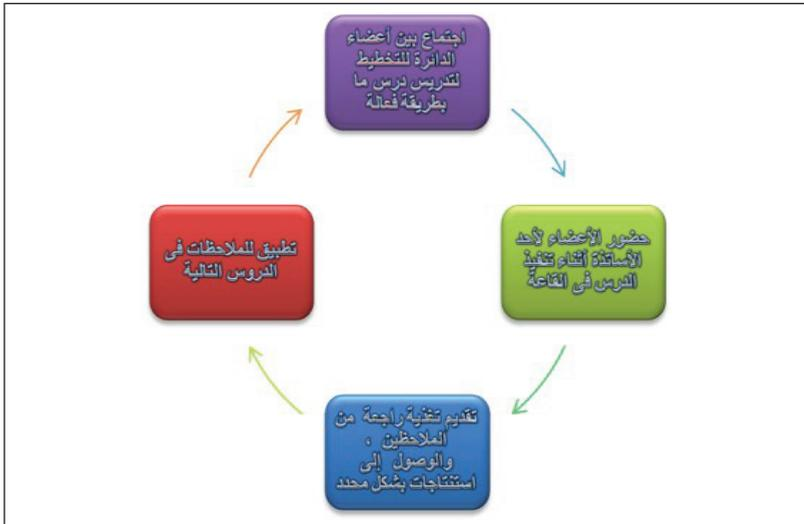 اجتماع بين أعضاء
الدائرة للتخطيط
لتدريس درس ما
بطريقة فعالة
حضور الأعضاء لأحد
الأساتذة أثناء تنفيذ
الدرس فى القاعة
تقديم تغذية راجعة من
الملاحظين ،
والوصول إلى
استنتاجات بشكل محدد
تطبيق للملاحظات فى
الدروس التالية